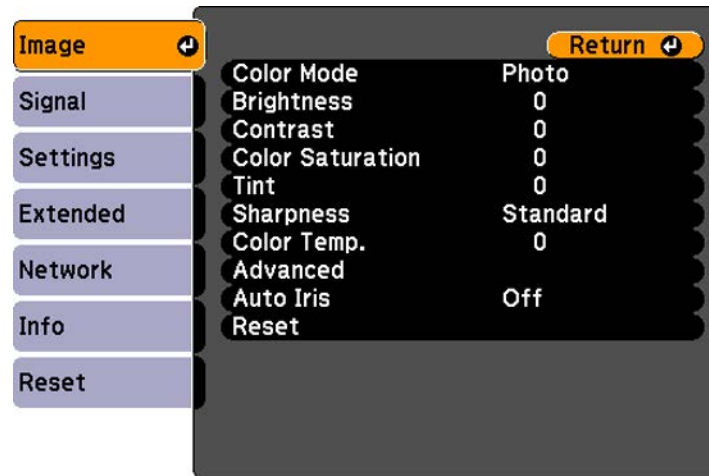 Image
Signal
Settings
Extended
Network
Info
Reset
Return
Color Mode Photo
Brightness 0
Contrast 0
Color Saturation 0
Tint 0
Sharpness Standard
Color Temp. 0
Advanced
Auto Iris Off
Reset